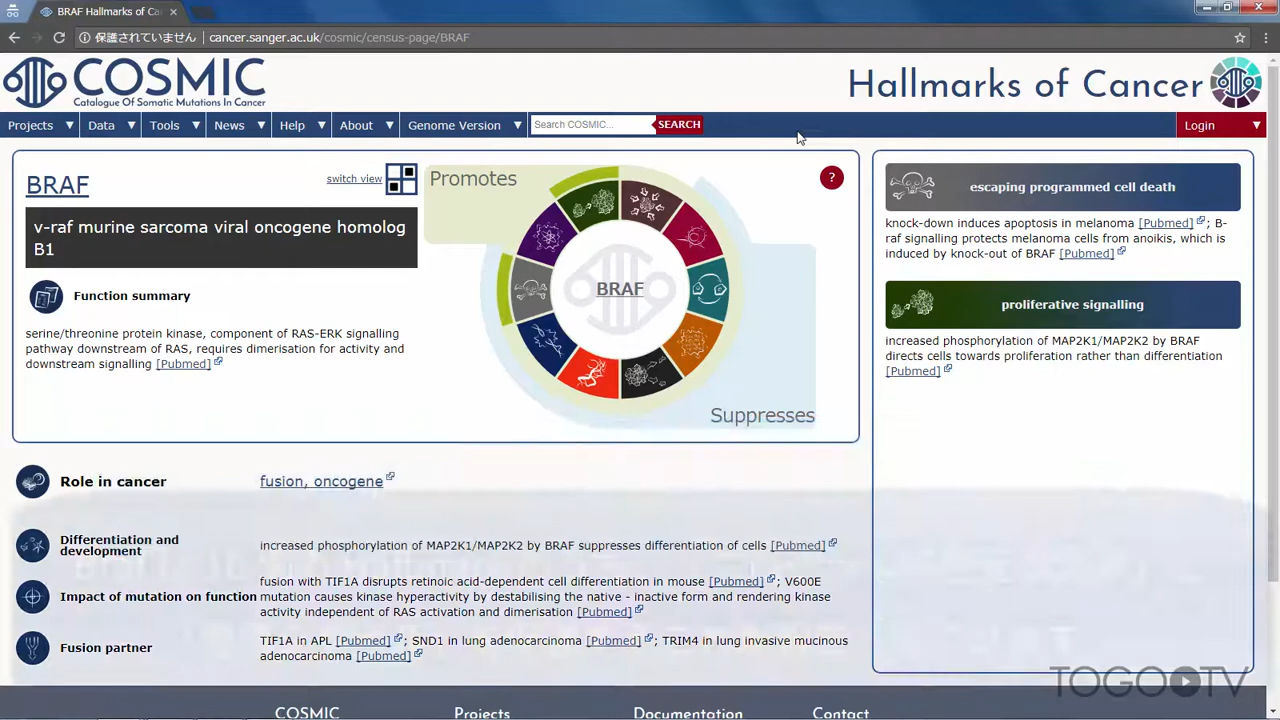 BRAF Hallmarks of Ca
保護されていません
cancer.sanger.ac.uk/cosmic/census-page/BRAF
COSMIC
Catalogue Of Somatic Mutations In Cancer
Hallmarks of Cancer
Projects
Data
Tools
News
Help
About
Genome Version
Search COSMIC...
SEARCH
Login
BRAF
switch view
v-raf murine sarcoma viral oncogene homolog
B1
Function summary
serine/threonine protein kinase, component of RAS-ERK signalling
pathway downstream of RAS, requires dimerisation for activity and
downstream signalling [Pubmed]
Promotes
?
BRAF
Suppresses
escaping programmed cell death
knock-down induces apoptosis in melanoma [Pubmed]; B-
raf signalling protects melanoma cells from anoikis, which is
induced by knock-out of BRAF [Pubmed]
proliferative signalling
increased phosphorylation of MAP2K1/MAP2K2 by BRAF
directs cells towards proliferation rather than differentiation
[Pubmed]
Role in cancer
fusion, oncogene
Differentiation and
development
increased phosphorylation of MAP2K1/MAP2K2 by BRAF suppresses differentiation of cells [Pubmed]
Impact of mutation on function
fusion with TIF1A disrupts retinoic acid-dependent cell differentiation in mouse [Pubmed]; V600E
mutation causes kinase hyperactivity by destabilising the native - inactive form and rendering kinase
activity independent of RAS activation and dimerisation [Pubmed]
Fusion partner
TIF1A in APL [Pubmed]; SND1 in lung adenocarcinoma [Pubmed]; TRIM4 in lung invasive mucinous
adenocarcinoma [Pubmed]
TOGO TV
COSMIC
Projects
Documentation
Contact